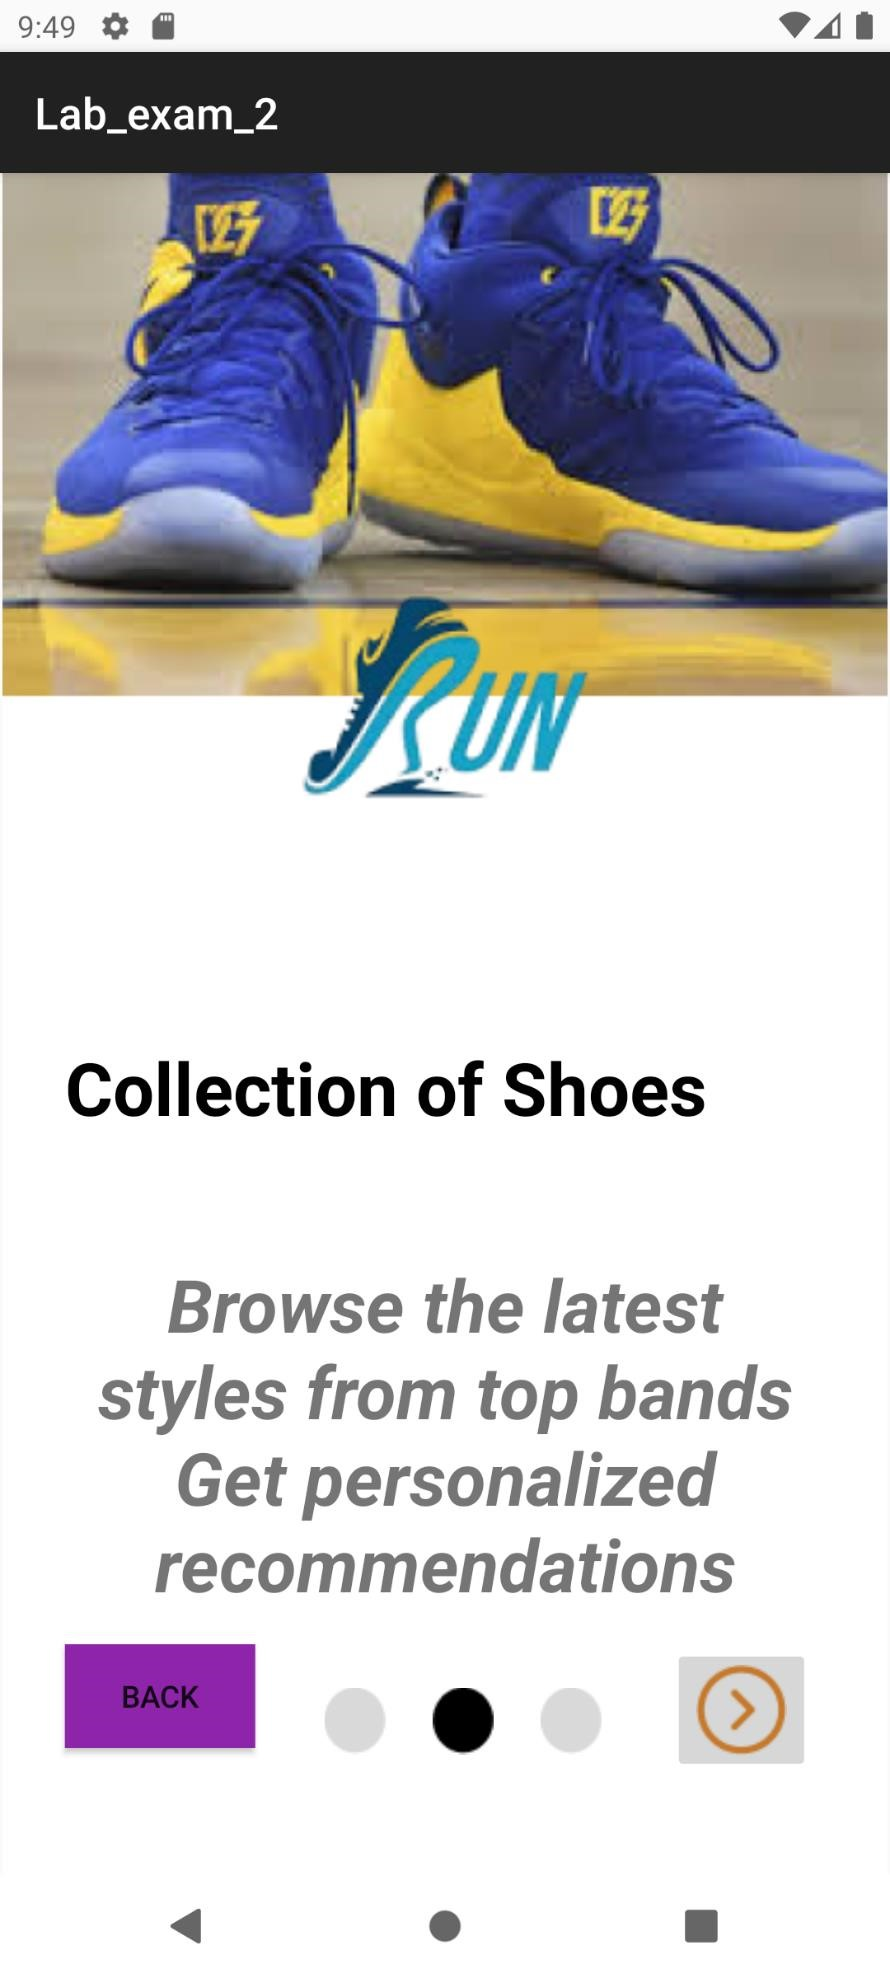 9:49
Lab_exam_2
RUN
Collection of Shoes
Browse the latest
styles from top bands
Get personalized
recommendations
BACK